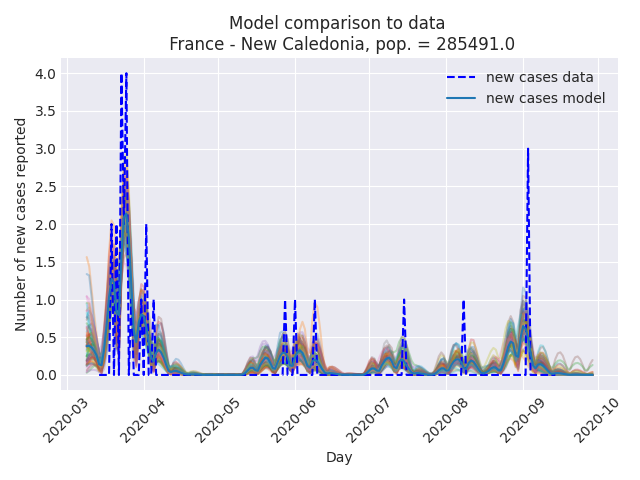 Model comparison to data
France - New Caledonia, pop. = 285491.0
new cases data
new cases model
Number of new cases reported
4.0
3.5
3.0
2.5
2.0
1.5
1.0
0.5
0.0
2020-03
2020-04
2020-05
2020-06
2020-07
2020-08
2020-09
2020-10
Day